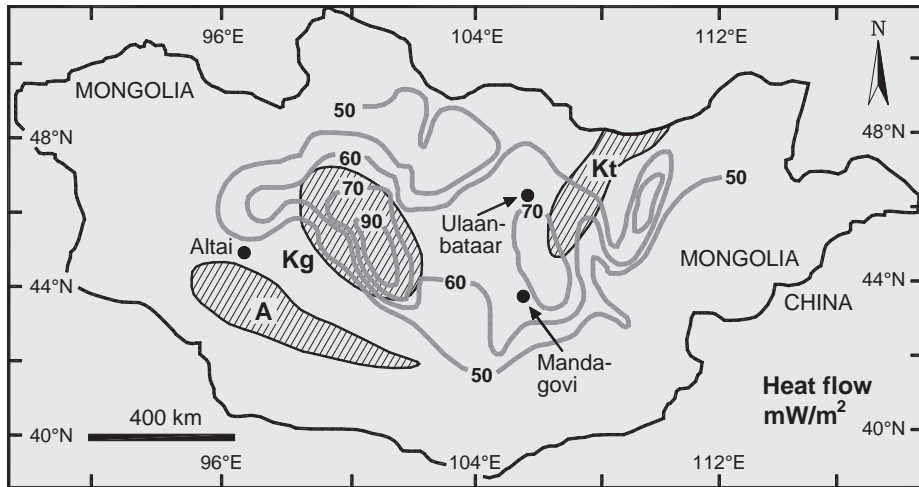 96°E
104°E
112°E
N
MONGOLIA
50
48°N
48°N
60
Kt
50
70
70
90
Ulaan-
bataar
Altai
Kg
MONGOLIA
60
44°N
44°N
CHINA
A
50
Manda-
govi
Heat flow
mW/m²
400 km
40°N
40°N
96°E
104°E
112°E